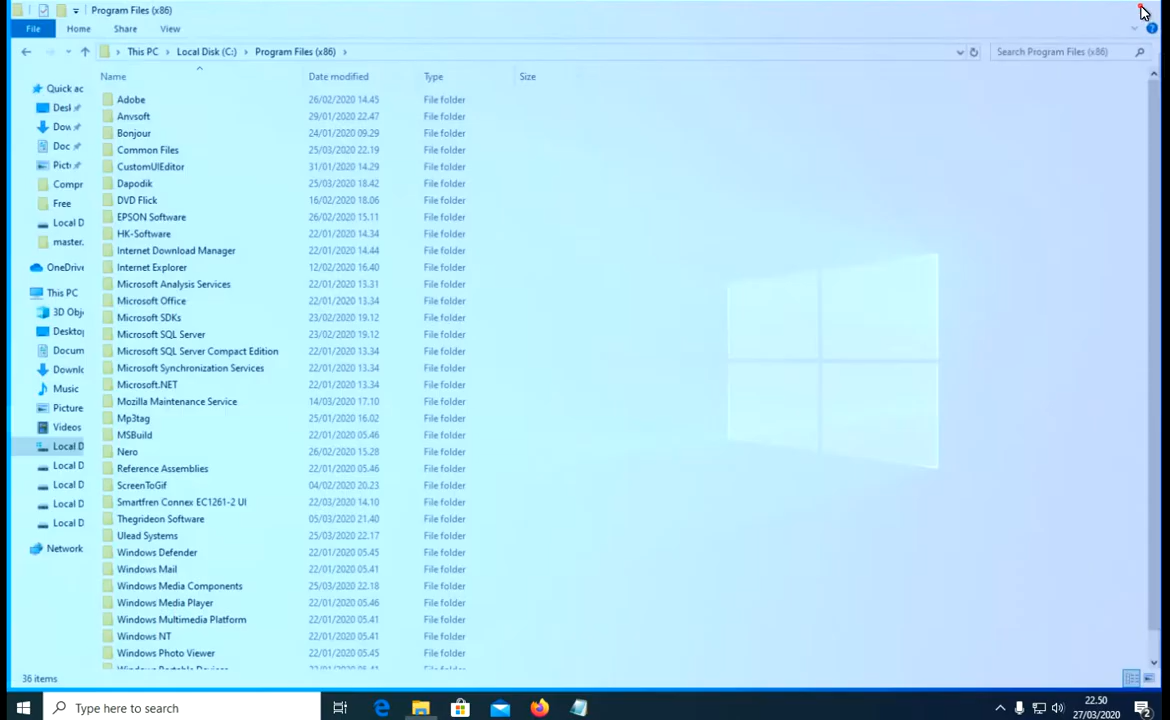 Program Files (x86)
File Home Share View
This PC Local Disk (C:) Program Files (x86) Search Program Files (x86)
Name Date modified Type Size
Quick ac
Desl
Dov
Doc
Pict
Compr
Free
Local D
master.
OneDrive
This PC
3D Obj
Desktop
Docum
Downlo
Music
Picture
Videos
Local D
Local D
Local D
Local D
Local D
Network
Adobe 26/02/2020 14.45 File folder
Anvsoft 29/01/2020 22.47 File folder
Bonjour 24/01/2020 09.29 File folder
Common Files 25/03/2020 22.19 File folder
CustomUIEditor 31/01/2020 14.29 File folder
Dapodik 25/03/2020 18.42 File folder
DVD Flick 16/02/2020 18.06 File folder
EPSON Software 26/02/2020 15.11 File folder
HK-Software 22/01/2020 14.34 File folder
Internet Download Manager 22/01/2020 14.44 File folder
Internet Explorer 12/02/2020 16.40 File folder
Microsoft Analysis Services 22/01/2020 13.31 File folder
Microsoft Office 22/01/2020 13.34 File folder
Microsoft SDKs 23/02/2020 19.12 File folder
Microsoft SQL Server 23/02/2020 19.12 File folder
Microsoft SQL Server Compact Edition 22/01/2020 13.34 File folder
Microsoft Synchronization Services 22/01/2020 13.34 File folder
Microsoft.NET 22/01/2020 13.34 File folder
Mozilla Maintenance Service 14/03/2020 17.10 File folder
Mp3tag 25/01/2020 16.02 File folder
MSBuild 22/01/2020 05.46 File folder
Nero 26/02/2020 15.28 File folder
Reference Assemblies 22/01/2020 05.46 File folder
ScreenToGif 04/02/2020 20.23 File folder
Smartfren Connex EC1261-2 UI 22/03/2020 14.10 File folder
Thegrideon Software 05/03/2020 21.40 File folder
Ulead Systems 25/03/2020 22.17 File folder
Windows Defender 22/01/2020 05.45 File folder
Windows Mail 22/01/2020 05.41 File folder
Windows Media Components 25/03/2020 22.18 File folder
Windows Media Player 22/01/2020 05.46 File folder
Windows Multimedia Platform 22/01/2020 05.41 File folder
Windows NT 22/01/2020 05.41 File folder
Windows Photo Viewer 22/01/2020 05.45 File folder
Windows Portable Devices 22/01/2020 05.41 File folder
36 items
Type here to search
22.50
27/03/2020
2